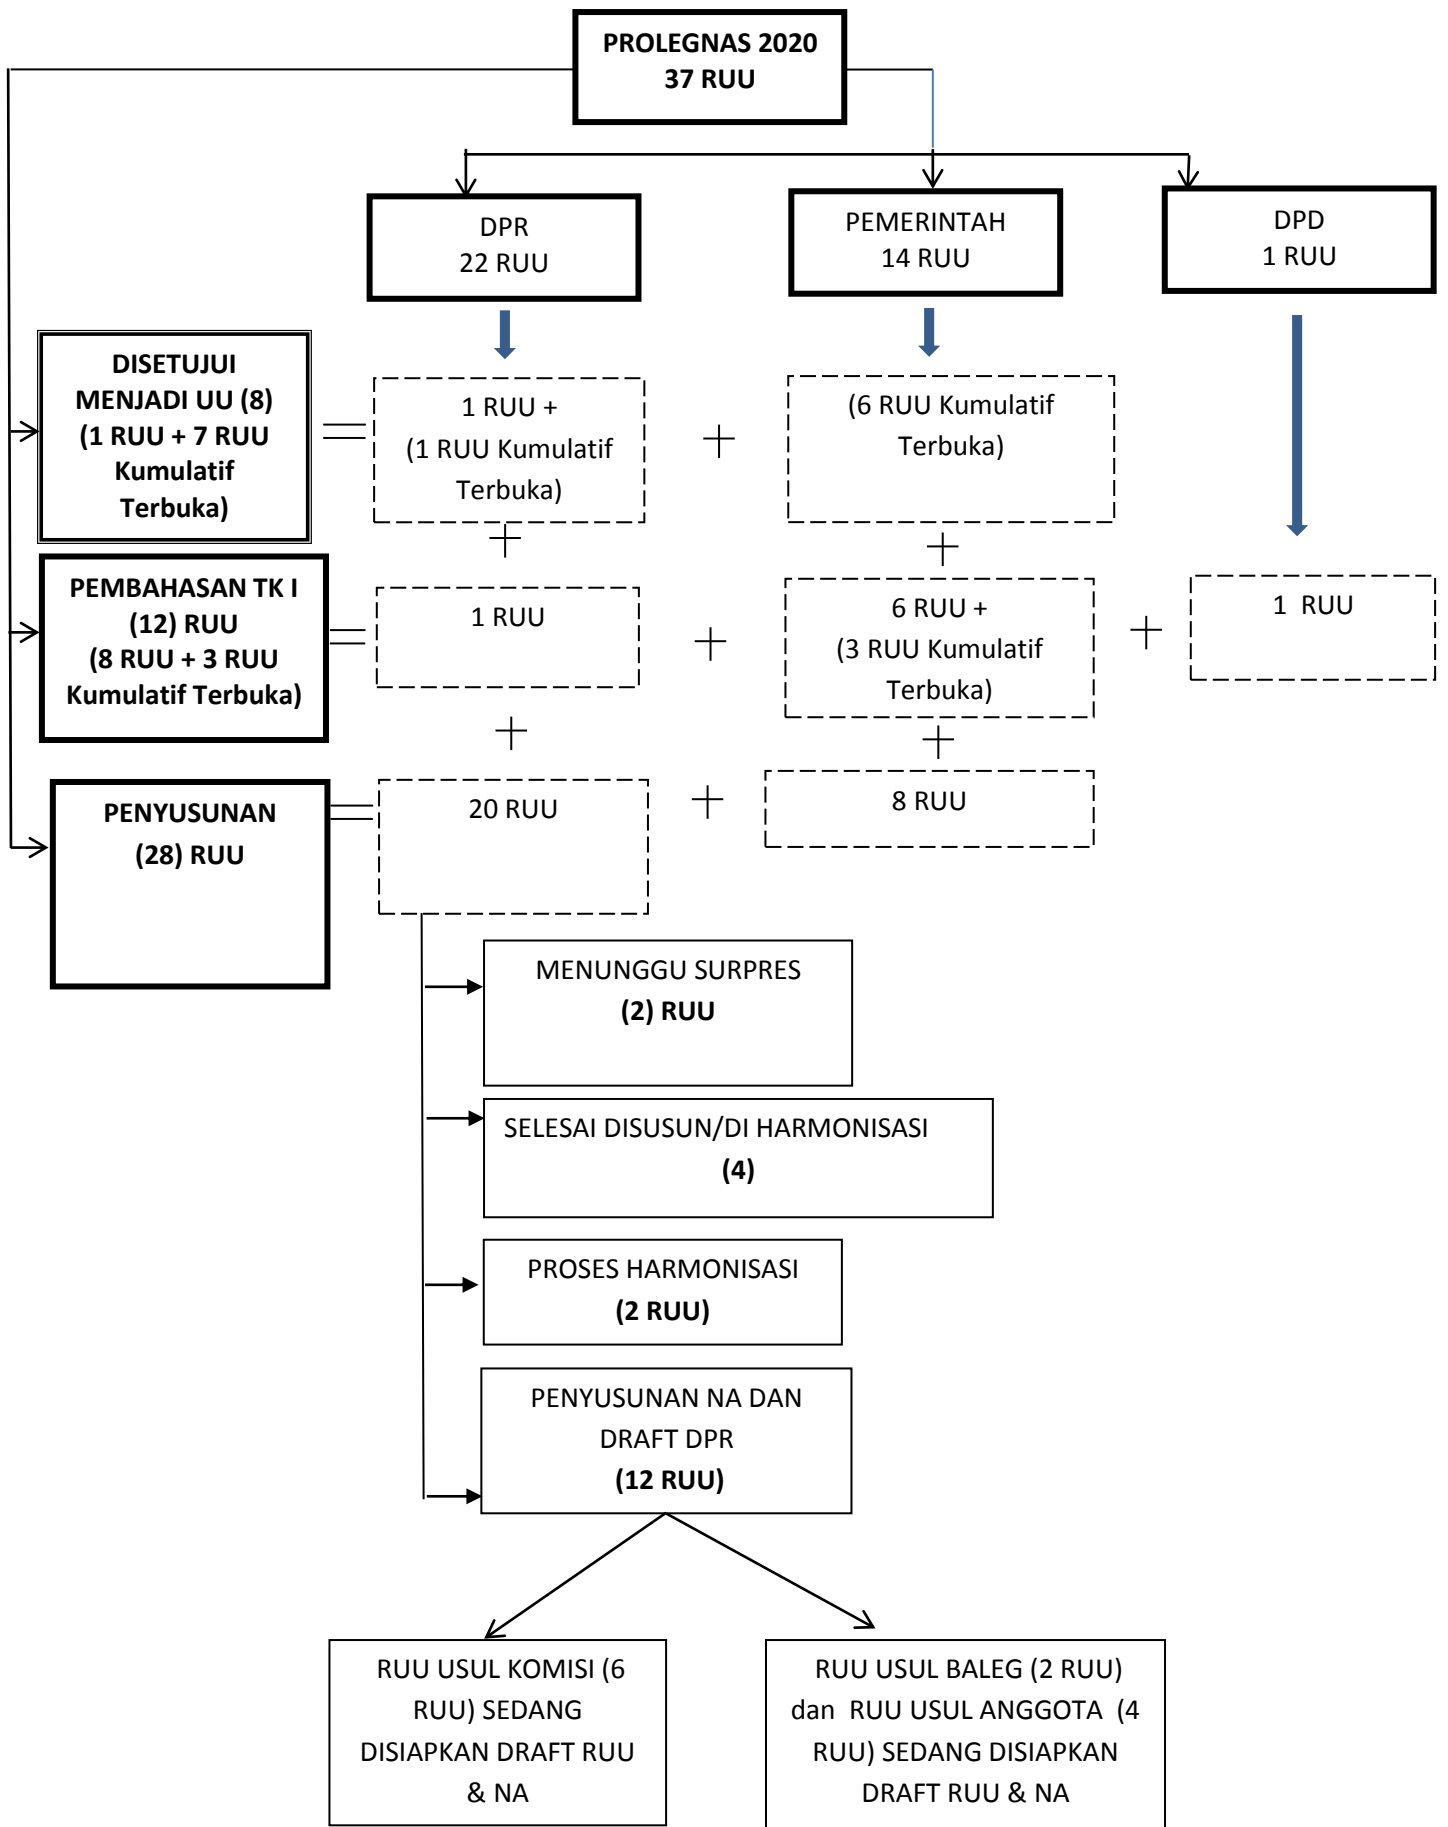 PROLEGNAS 2020
37 RUU
DPR
22 RUU
PEMERINTAH
14 RUU
DPD
1 RUU
DISETUJUI
MENJADI UU (8)
(1 RUU + 7 RUU
Kumulatif
Terbuka)
1 RUU +
(1 RUU Kumulatif
Terbuka)
(6 RUU Kumulatif
Terbuka)
PEMBAHASAN TK I
(12) RUU
(8 RUU + 3 RUU
Kumulatif Terbuka)
1 RUU
6 RUU +
(3 RUU Kumulatif
Terbuka)
1 RUU
PENYUSUNAN
(28) RUU
20 RUU
8 RUU
MENUNGGU SURPRES
(2) RUU
SELESAI DISUSUN/DI HARMONISASI
(4)
PROSES HARMONISASI
(2 RUU)
PENYUSUNAN NA DAN
DRAFT DPR
(12 RUU)
RUU USUL KOMISI (6
RUU) SEDANG
DISIAPKAN DRAFT RUU
& NA
RUU USUL BALEG (2 RUU)
dan RUU USUL ANGGOTA (4
RUU) SEDANG DISIAPKAN
DRAFT RUU & NA